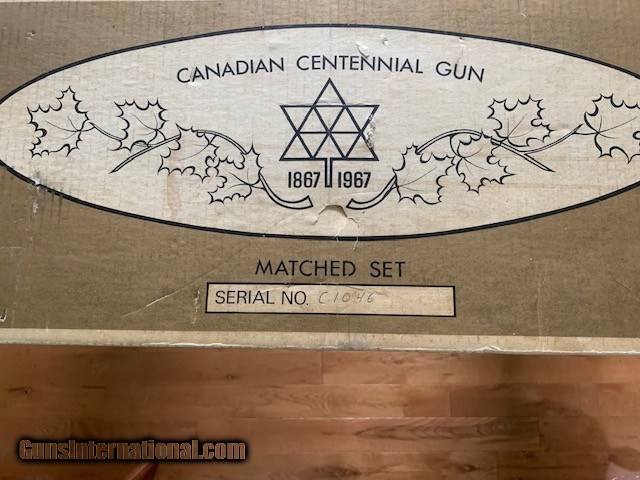 CANADIAN CENTENNIAL GUN
1867 1967
MATCHED SET
SERIAL NO. C1046
GunsInternational.com